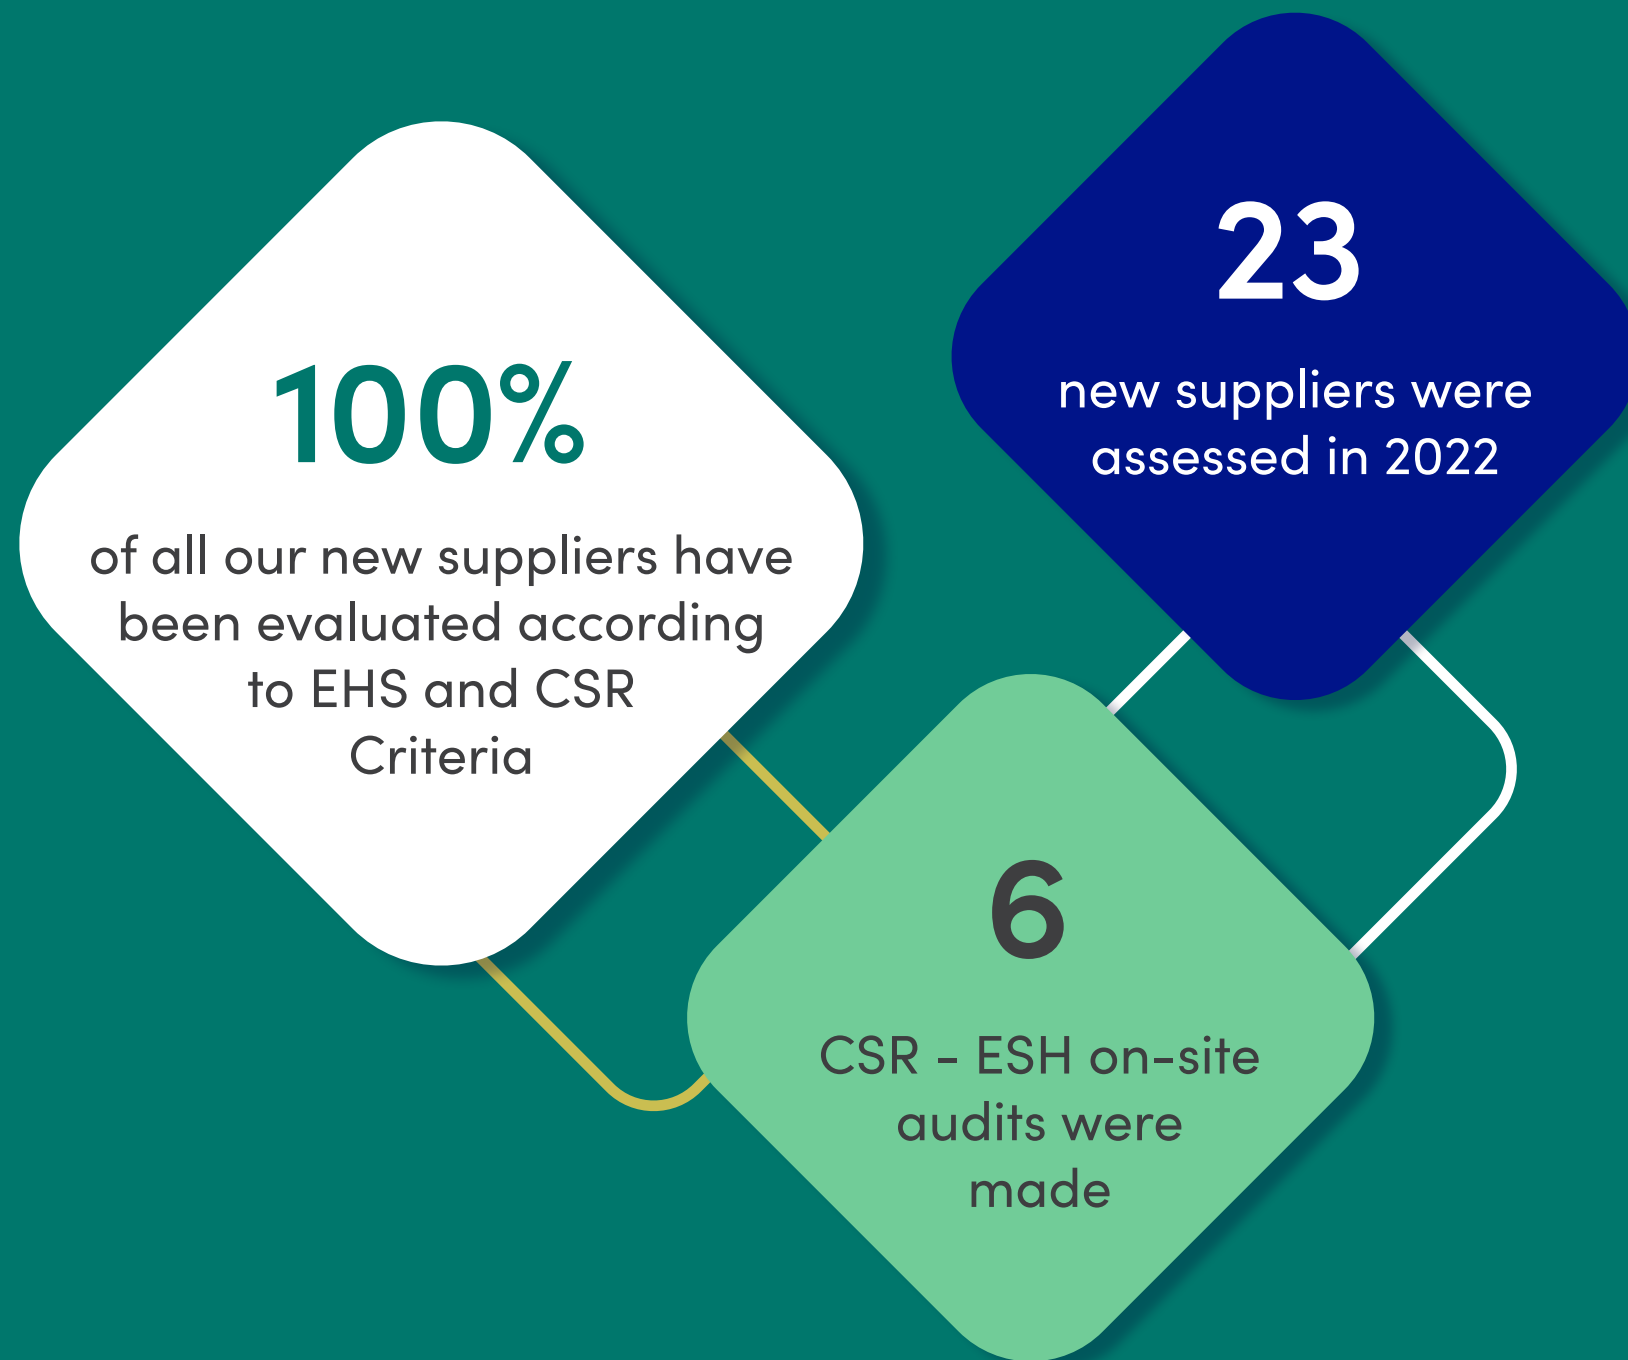 100%
of all our new suppliers have
been evaluated according
to EHS and CSR
Criteria
23
new suppliers were
assessed in 2022
6
CSR - ESH on-site
audits were
made